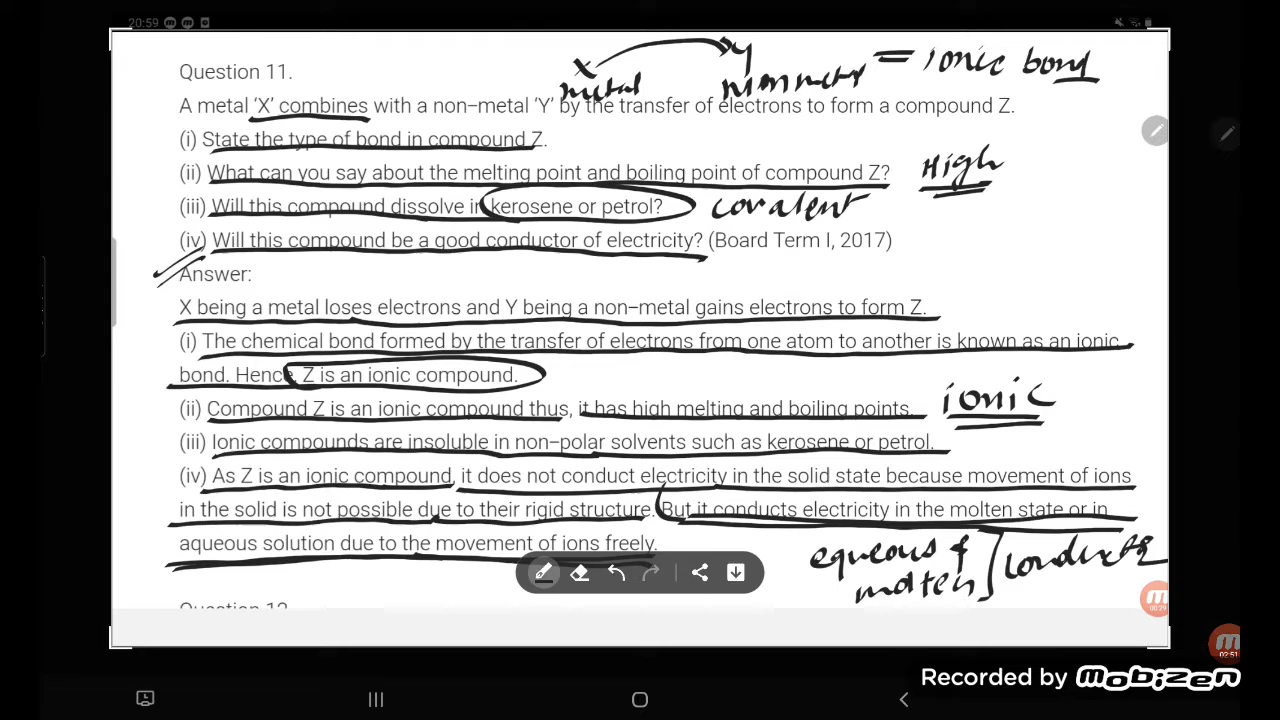 20:59
X Y = ionic bond
metal nonmetal
Question 11.
A metal ‘X’ combines with a non–metal ‘Y’ by the transfer of electrons to form a compound Z.
(i) State the type of bond in compound Z.
(ii) What can you say about the melting point and boiling point of compound Z? High
(iii) Will this compound dissolve in kerosene or petrol? covalent
(iv) Will this compound be a good conductor of electricity? (Board Term I, 2017)
Answer:
X being a metal loses electrons and Y being a non–metal gains electrons to form Z.
(i) The chemical bond formed by the transfer of electrons from one atom to another is known as an ionic
bond. Hence, Z is an ionic compound.
(ii) Compound Z is an ionic compound thus, it has high melting and boiling points. ionic
(iii) Ionic compounds are insoluble in non–polar solvents such as kerosene or petrol.
(iv) As Z is an ionic compound, it does not conduct electricity in the solid state because movement of ions
in the solid is not possible due to their rigid structure. But it conducts electricity in the molten state or in
aqueous solution due to the movement of ions freely.
eqeous &
molten
Question 12
00:29
02:51
Recorded by mobizen